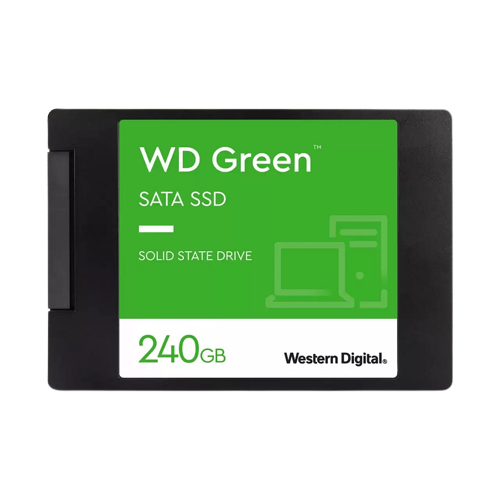 WD Green™
SATA SSD
SOLID STATE DRIVE
240GB
Western Digital®